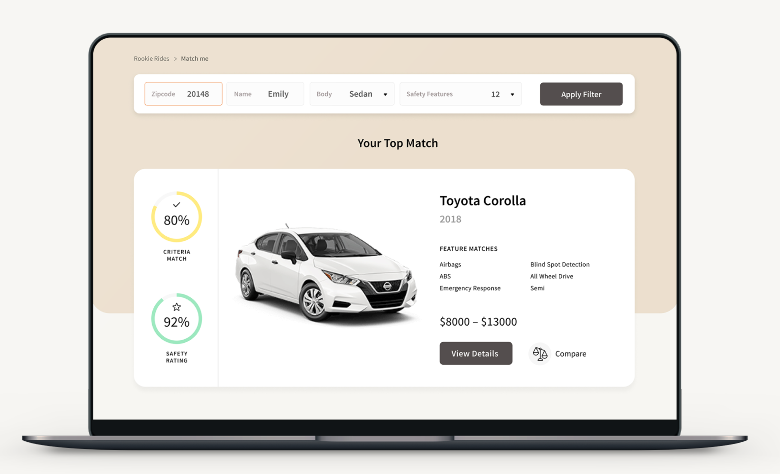 Rookie Rides > Match me
Zipcode 20148 Name Emily Body Sedan Safety Features 12 Apply Filter
Your Top Match
80%
CRITERIA
MATCH
92%
SAFETY
RATING
Toyota Corolla
2018
FEATURE MATCHES
Airbags Blind Spot Detection
ABS All Wheel Drive
Emergency Response Semi
$8000 – $13000
View Details Compare